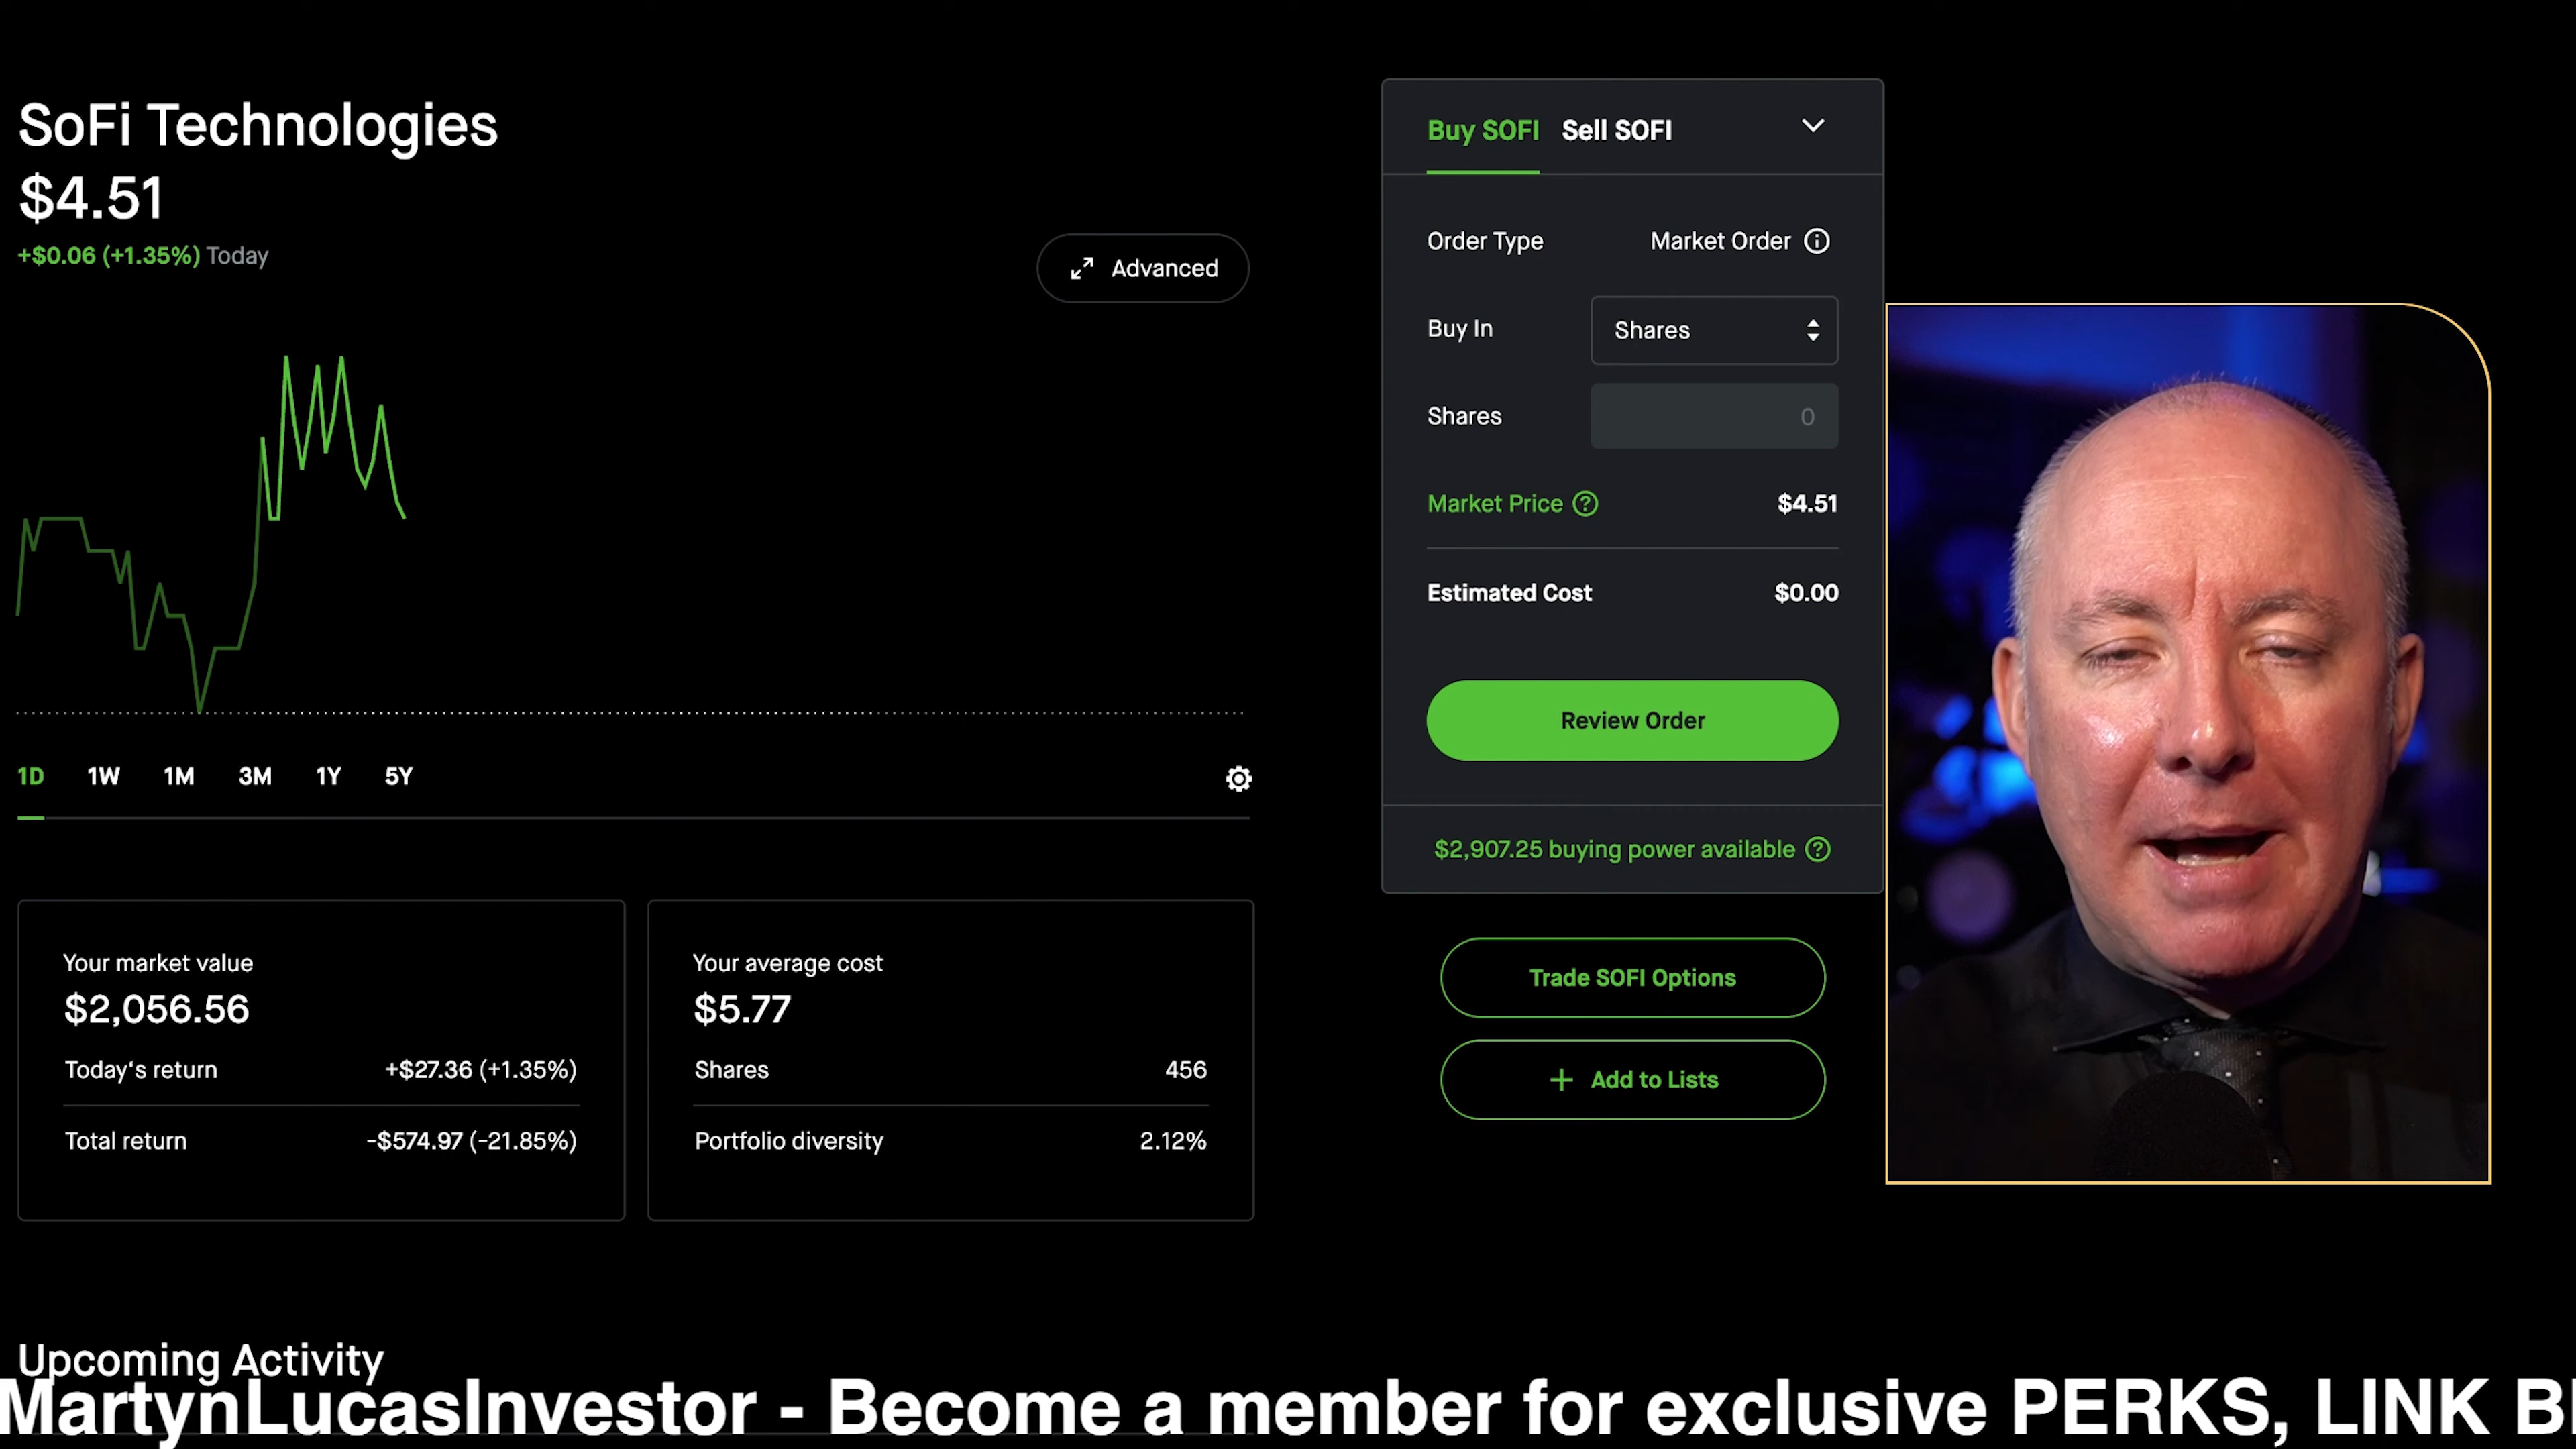 SoFi Technologies
$4.51
+$0.06 (+1.35%) Today
Advanced
1D 1W 1M 3M 1Y 5Y
Your market value
$2,056.56
Today's return +$27.36 (+1.35%)
Total return -$574.97 (-21.85%)
Your average cost
$5.77
Shares 456
Portfolio diversity 2.12%
Buy SOFI Sell SOFI
Order Type Market Order
Buy In Shares
Shares 0
Market Price $4.51
Estimated Cost $0.00
Review Order
$2,907.25 buying power available
Trade SOFI Options
+ Add to Lists
Upcoming Activity
MartynLucasInvestor - Become a member for exclusive PERKS, LINK